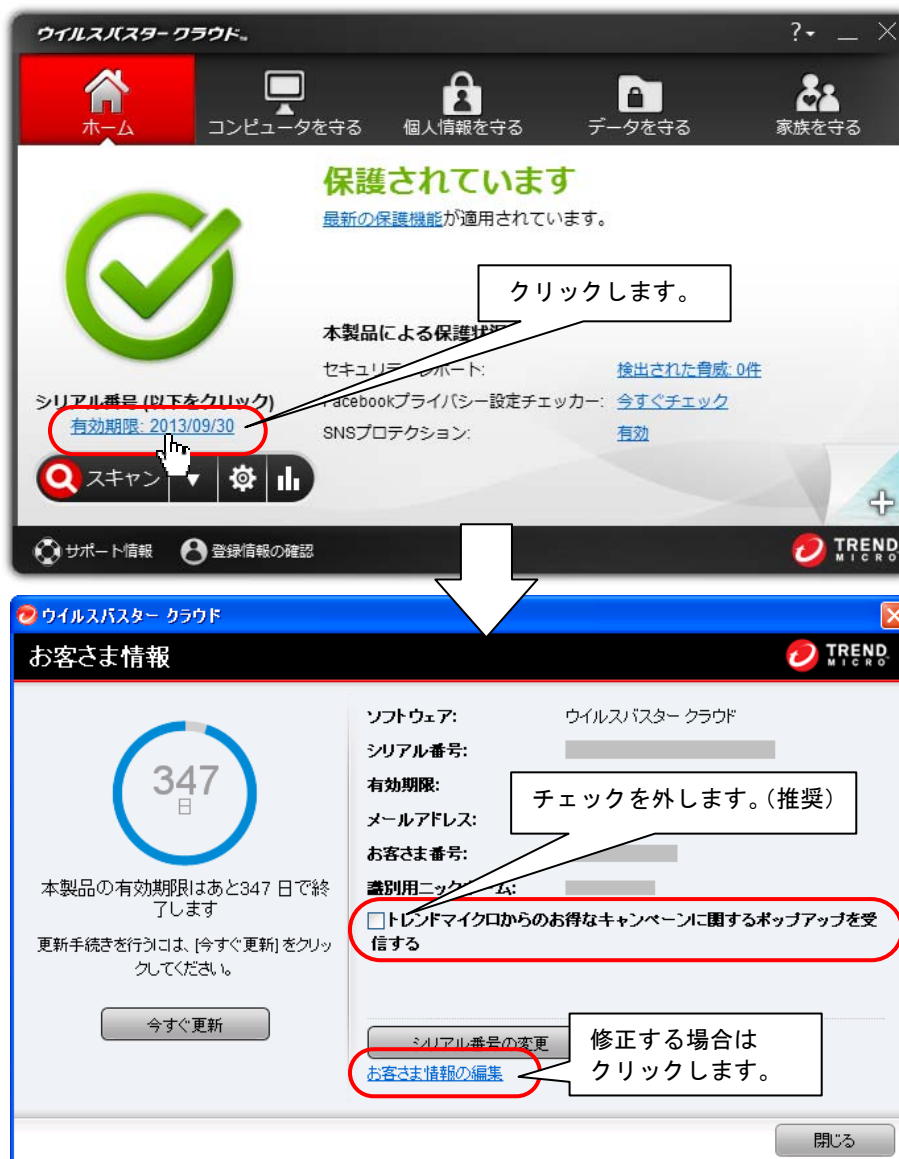 ウイルスバスター クラウド™
?
ホーム
コンピュータを守る
個人情報を守る
データを守る
家族を守る
保護されています
最新の保護機能が適用されています。
クリックします。
本製品による保護状況
セキュリティレポート:
検出された脅威: 0件
シリアル番号 (以下をクリック)
Facebookプライバシー設定チェッカー:
今すぐチェック
有効期限: 2013/09/30
SNSプロテクション:
有効
スキャン
サポート情報
登録情報の確認
TREND
MICRO
ウイルスバスター クラウド
お客さま情報
TREND
MICRO
ソフトウェア:
ウイルスバスター クラウド
シリアル番号:
347
日
有効期限:
チェックを外します。(推奨)
メールアドレス:
お客さま番号:
本製品の有効期限はあと347 日で終
了します
識別用ニックネーム:
トレンドマイクロからのお得なキャンペーンに関するポップアップを受
信する
更新手続きを行うには、[今すぐ更新] をクリッ
クしてください。
今すぐ更新
シリアル番号の変更
修正する場合は
クリックします。
お客さま情報の編集
閉じる